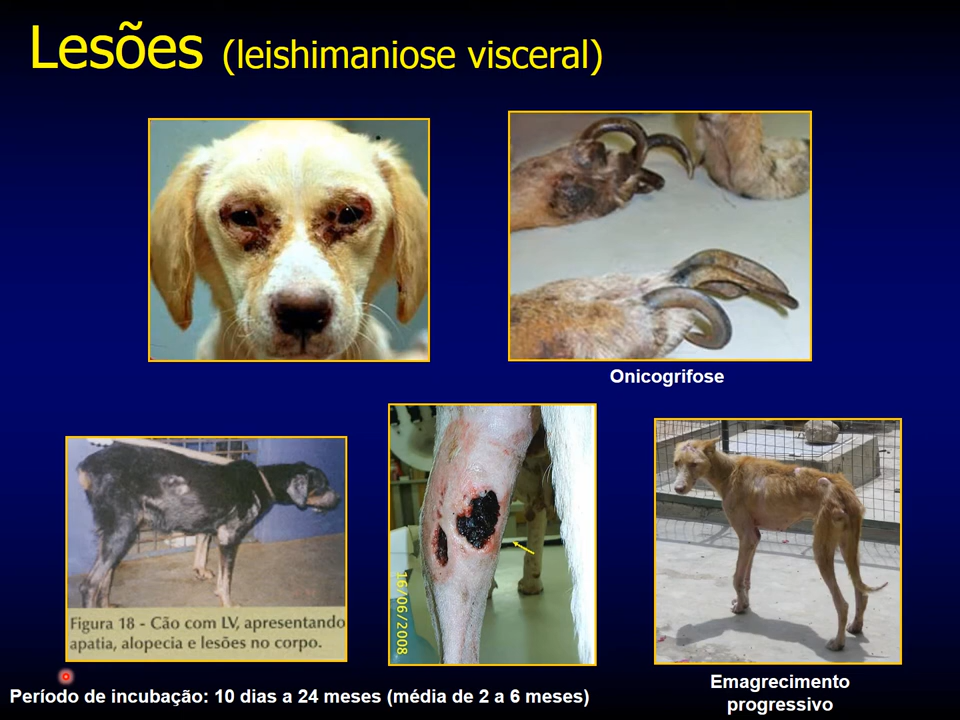 Lesões (leishimaniose visceral)
Onicogrifose
Figura 18 - Cão com LV, apresentando
apatia, alopecia e lesões no corpo.
16/06/2008
Emagrecimento
progressivo
Período de incubação: 10 dias a 24 meses (média de 2 a 6 meses)